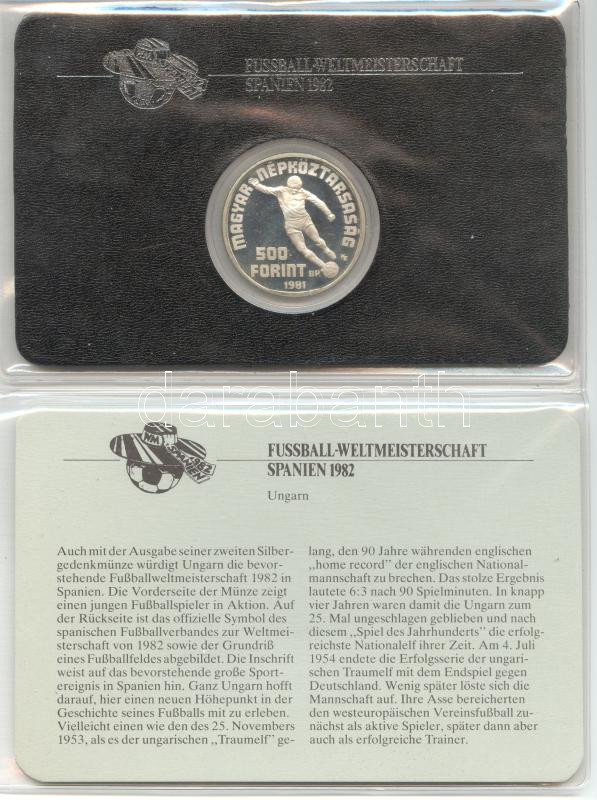 WM
FUSSBALL-WELTMEISTERSCHAFT
SPANIEN 1982
MAGYAR NÉPKÖZTÁRSASÁG
500
FORINT BP.
1981
darabanth
WM 1982
SPANIEN
FUSSBALL-WELTMEISTERSCHAFT
SPANIEN 1982
Ungarn
Auch mit der Ausgabe seiner zweiten Silber-
gedenkmünze würdigt Ungarn die bevor-
stehende Fußballweltmeisterschaft 1982 in
Spanien. Die Vorderseite der Münze zeigt
einen jungen Fußballspieler in Aktion. Auf
der Rückseite ist das offizielle Symbol des
spanischen Fußballverbandes zur Weltmei-
sterschaft von 1982 sowie der Grundriß
eines Fußballfeldes abgebildet. Die Inschrift
weist auf das bevorstehende große Sport-
ereignis in Spanien hin. Ganz Ungarn hofft
darauf, hier einen neuen Höhepunkt in der
Geschichte seines Fußballs mit zu erleben.
Vielleicht einen wie den des 25. Novembers
1953, als es der ungarischen „Traumelf" ge-
lang, den 90 Jahre währenden englischen
„home record" der englischen National-
mannschaft zu brechen. Das stolze Ergebnis
lautete 6:3 nach 90 Spielminuten. In knapp
vier Jahren waren damit die Ungarn zum
25. Mal ungeschlagen geblieben und nach
diesem „Spiel des Jahrhunderts" die erfolg-
reichste Nationalelf ihrer Zeit. Am 4. Juli
1954 endete die Erfolgsserie der ungari-
schen Traumelf mit dem Endspiel gegen
Deutschland. Wenig später löste sich die
Mannschaft auf. Ihre Asse bereicherten
den westeuropäischen Vereinsfußball zu-
nächst als aktive Spieler, später dann aber
auch als erfolgreiche Trainer.